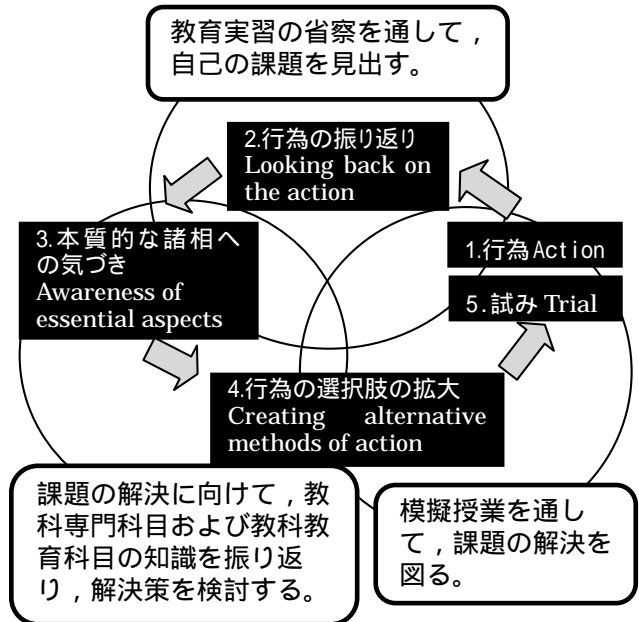 教育実習の省察を通して，
自己の課題を見出す。
2.行為の振り返り
Looking back on
the action
3.本質的な諸相へ
の気づき
Awareness of
essential aspects
1.行為 Action
5.試み Trial
4.行為の選択肢の拡大
Creating alternative
methods of action
課題の解決に向けて，教
科専門科目および教科教
育科目の知識を振り返
り，解決策を検討する。
模擬授業を通し
て，課題の解決を
図る。